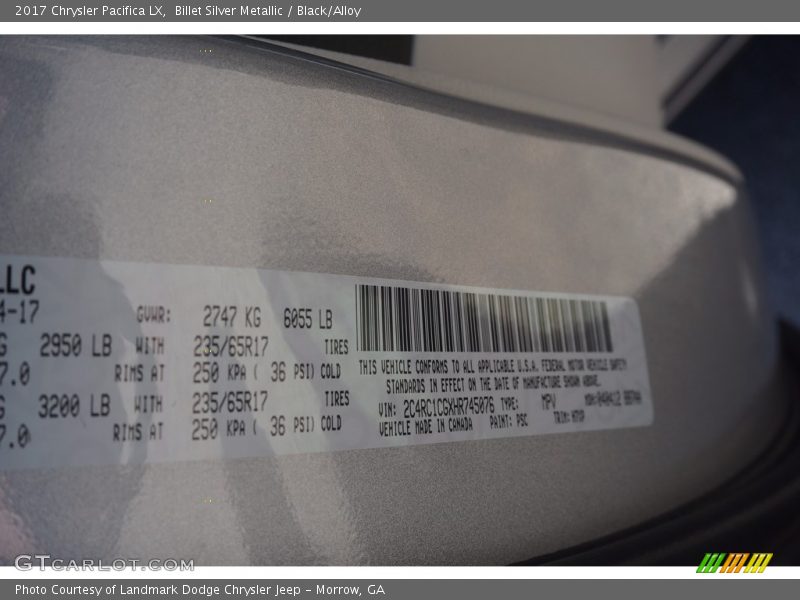 2017 Chrysler Pacifica LX,  Billet Silver Metallic / Black/Alloy
LLC
4-17
GVWR: 2747 KG 6055 LB
G 2950 LB WITH 235/65R17 TIRES
7.0 RIMS AT 250 KPA ( 36 PSI) COLD
G 3200 LB WITH 235/65R17 TIRES
7.0 RIMS AT 250 KPA ( 36 PSI) COLD
THIS VEHICLE CONFORMS TO ALL APPLICABLE U.S.A. FEDERAL MOTOR VEHICLE SAFETY
STANDARDS IN EFFECT ON THE DATE OF MANUFACTURE SHOWN ABOVE.
VIN: 2C4RC1CGXHR745076 TYPE: MPV MDH:
VEHICLE MADE IN CANADA PAINT: PSC TRIM:
GTCARLOT.COM
Photo Courtesy of Landmark Dodge Chrysler Jeep – Morrow, GA